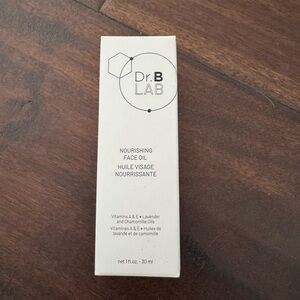 Dr.B
LAB
NOURISHING
FACE OIL
HUILE VISAGE
NOURRISSANTE
Vitamins A & E • Lavender
and Chamomille Oils
Vitamines A & E • Huiles de
lavande et de camomille
net 1 fl.oz. - 30 ml